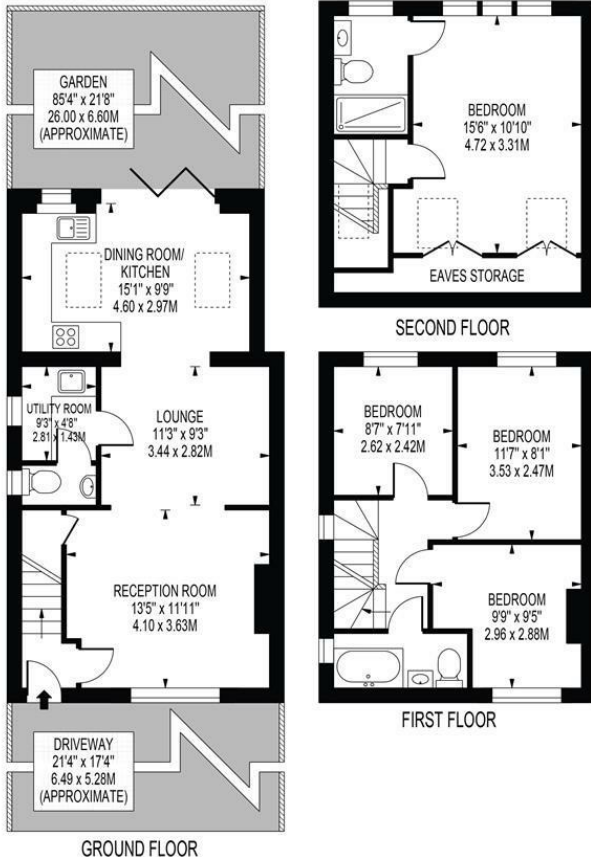 GARDEN
85'4" x 21'8"
26.00 x 6.60M
(APPROXIMATE)
DINING ROOM/
KITCHEN
15'1" x 9'9"
4.60 x 2.97M
UTILITY ROOM
9'3" x 4'8"
2.81 x 1.43M
LOUNGE
11'3" x 9'3"
3.44 x 2.82M
RECEPTION ROOM
13'5" x 11'11"
4.10 x 3.63M
DRIVEWAY
21'4" x 17'4"
6.49 x 5.28M
(APPROXIMATE)
GROUND FLOOR
BEDROOM
15'6" x 10'10"
4.72 x 3.31M
EAVES STORAGE
SECOND FLOOR
BEDROOM
8'7" x 7'11"
2.62 x 2.42M
BEDROOM
11'7" x 8'1"
3.53 x 2.47M
BEDROOM
9'9" x 9'5"
2.96 x 2.88M
FIRST FLOOR